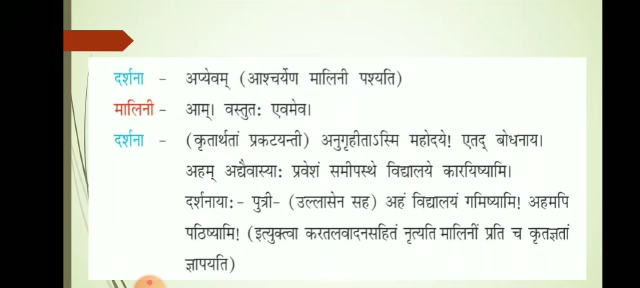 दर्शना - अप्येवम् (आश्चर्येण मालिनी पश्यति)
मालिनी - आम्। वस्तुतः एवमेव।
दर्शना - (कृतार्थतां प्रकटयन्ती) अनुगृहीताऽस्मि महोदये! एतद् बोधनाय।
अहम् अद्यैवास्याः प्रवेशं समीपस्थे विद्यालये कारयिष्यामि।
दर्शनायाः- पुत्री- (उल्लासेन सह) अहं विद्यालयं गमिष्यामि! अहमपि
पठिष्यामि! (इत्युक्त्वा करतलवादनसहितं नृत्यति मालिनीं प्रति च कृतज्ञतां
ज्ञापयति)